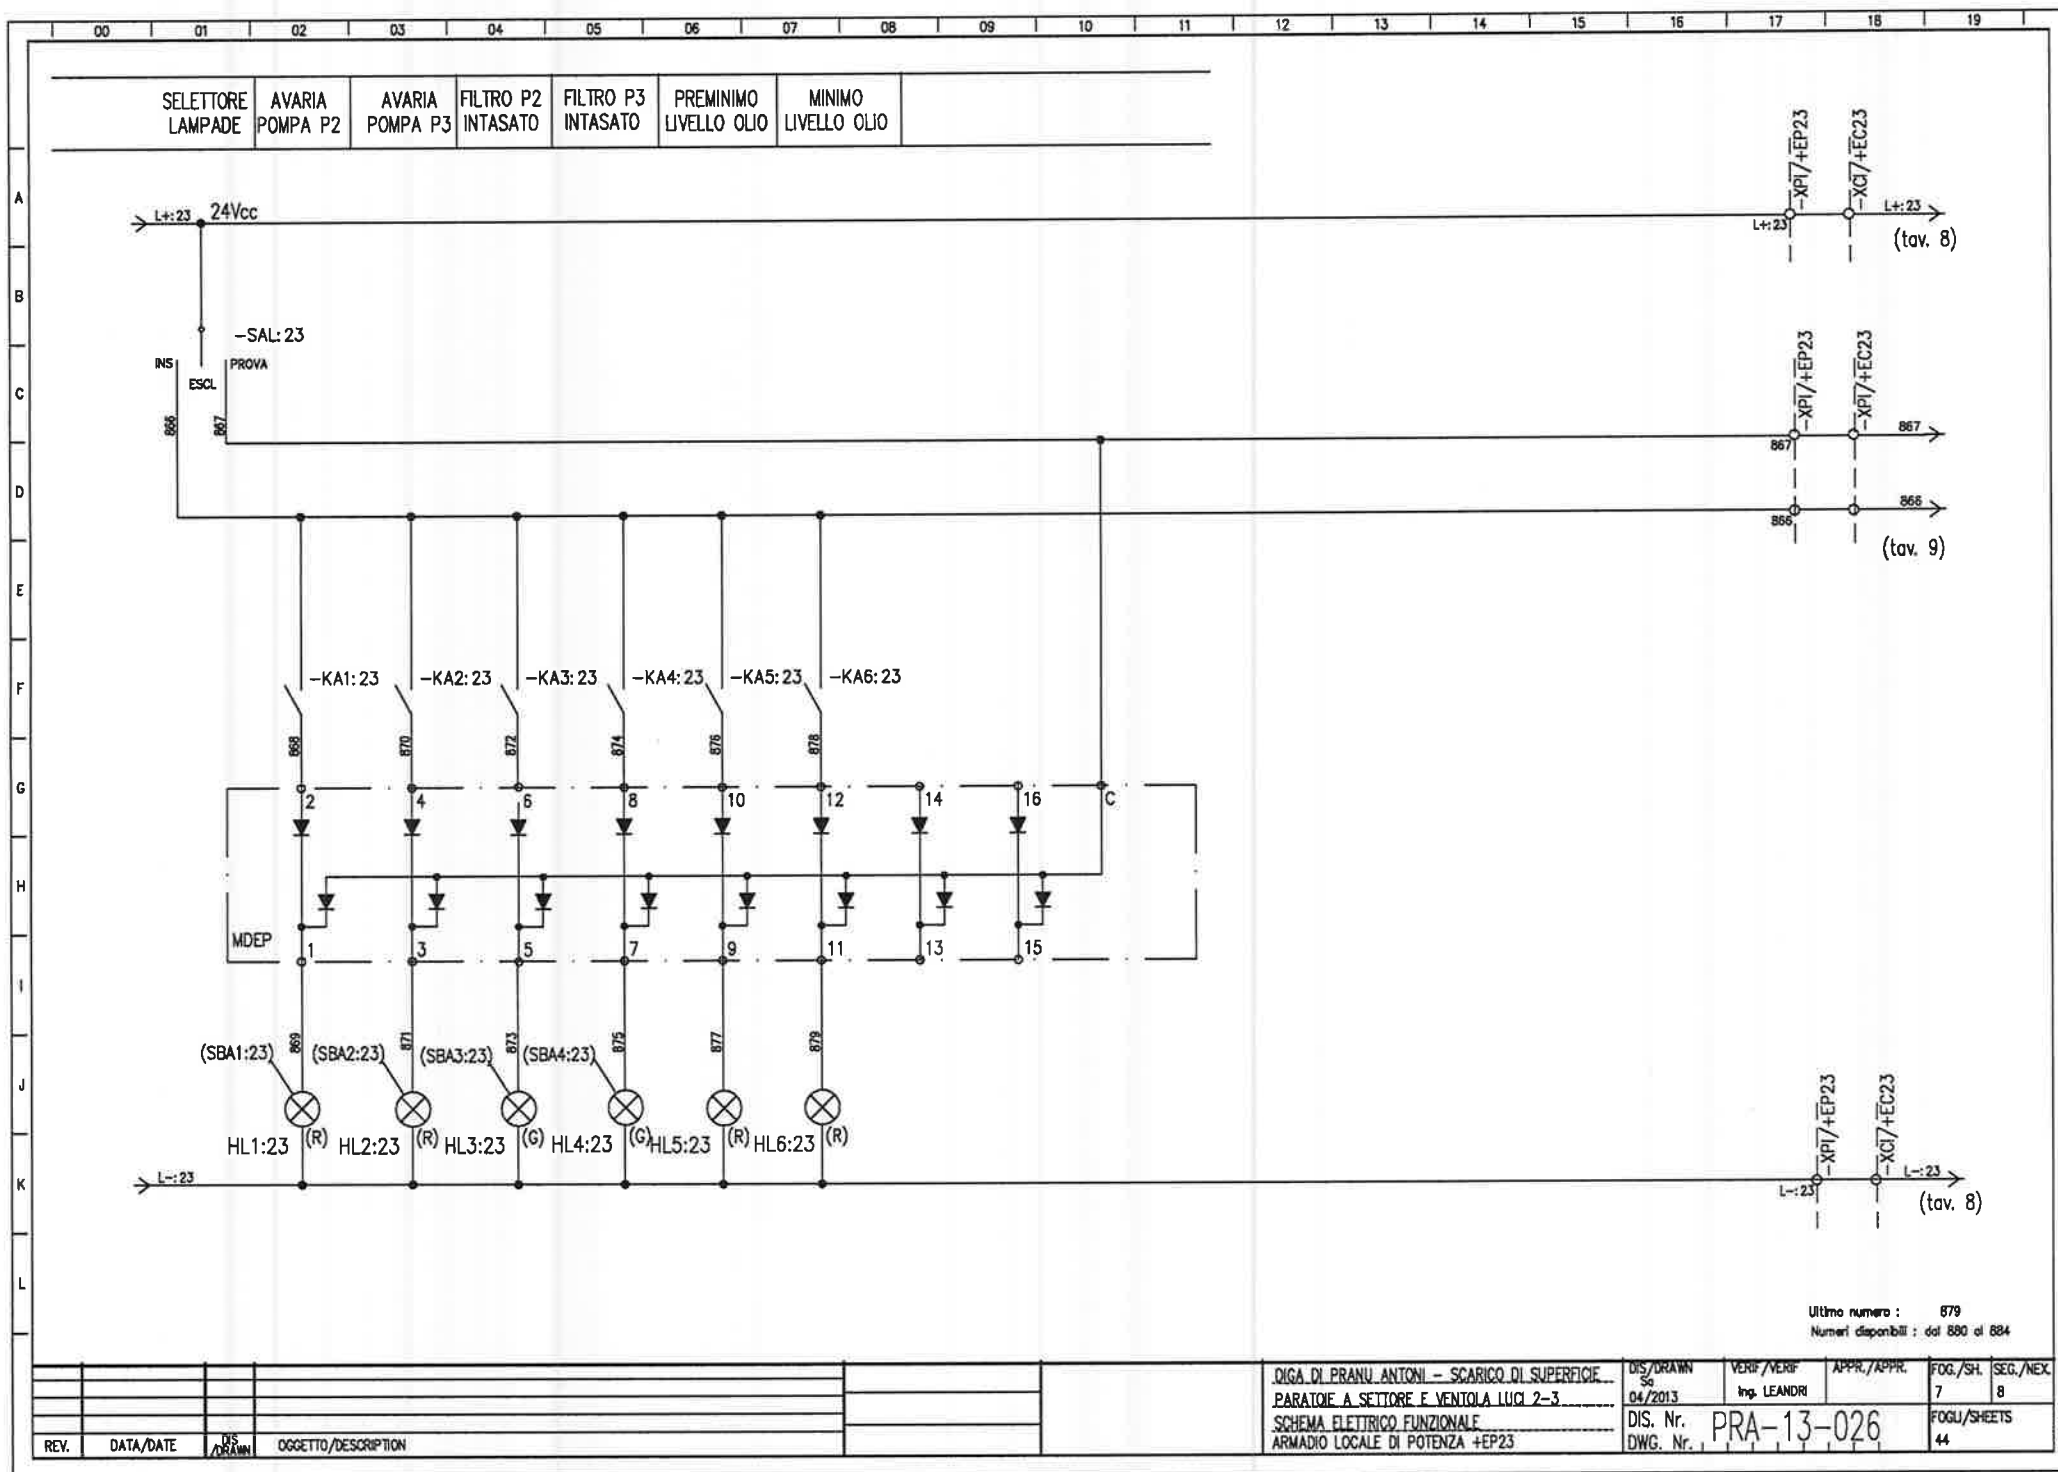 00 01 02 03 04 05 06 07 08 09 10 11 12 13 14 15 16 17 18 19
SELETTORE LAMPADE
AVARIA POMPA P2
AVARIA POMPA P3
FILTRO P2 INTASATO
FILTRO P3 INTASATO
PREMINIMO LIVELLO OLIO
MINIMO LIVELLO OLIO
A
B
C
D
E
F
G
H
I
J
K
L
L+:23 24Vcc
-XPI/+EP23 -XCI/+EC23
L+:23 L+:23
(tav. 8)
-SAL:23
INS ESCL PROVA
866 867
-XPI/+EP23 -XPI/+EC23
867 867
866 866
(tav. 9)
-KA1:23 -KA2:23 -KA3:23 -KA4:23 -KA5:23 -KA6:23
868 870 872 874 876 878
2 4 6 8 10 12 14 16 C
MDEP
1 3 5 7 9 11 13 15
869 871 873 875 877 879
(SBA1:23) (SBA2:23) (SBA3:23) (SBA4:23)
HL1:23 (R) HL2:23 (R) HL3:23 (G) HL4:23 (G) HL5:23 (R) HL6:23 (R)
-XPI/+EP23 -XCI/+EC23
L-:23 L-:23 L-:23
(tav. 8)
Ultimo numero : 879
Numeri disponibili : dal 880 al 884
REV. DATA/DATE DIS /DRAWN OGGETTO/DESCRIPTION
DIGA DI PRANU ANTONI - SCARICO DI SUPERFICIE
PARATOIE A SETTORE E VENTOLA LUCI 2-3
SCHEMA ELETTRICO FUNZIONALE
ARMADIO LOCALE DI POTENZA +EP23
DIS/DRAWN
Sa
04/2013
VERIF/VERIF
Ing. LEANDRI
APPR./APPR.
FOG./SH.
7
SEG./NEX.
8
DIS. Nr.
DWG. Nr.
PRA-13-026
FOGLI/SHEETS
44